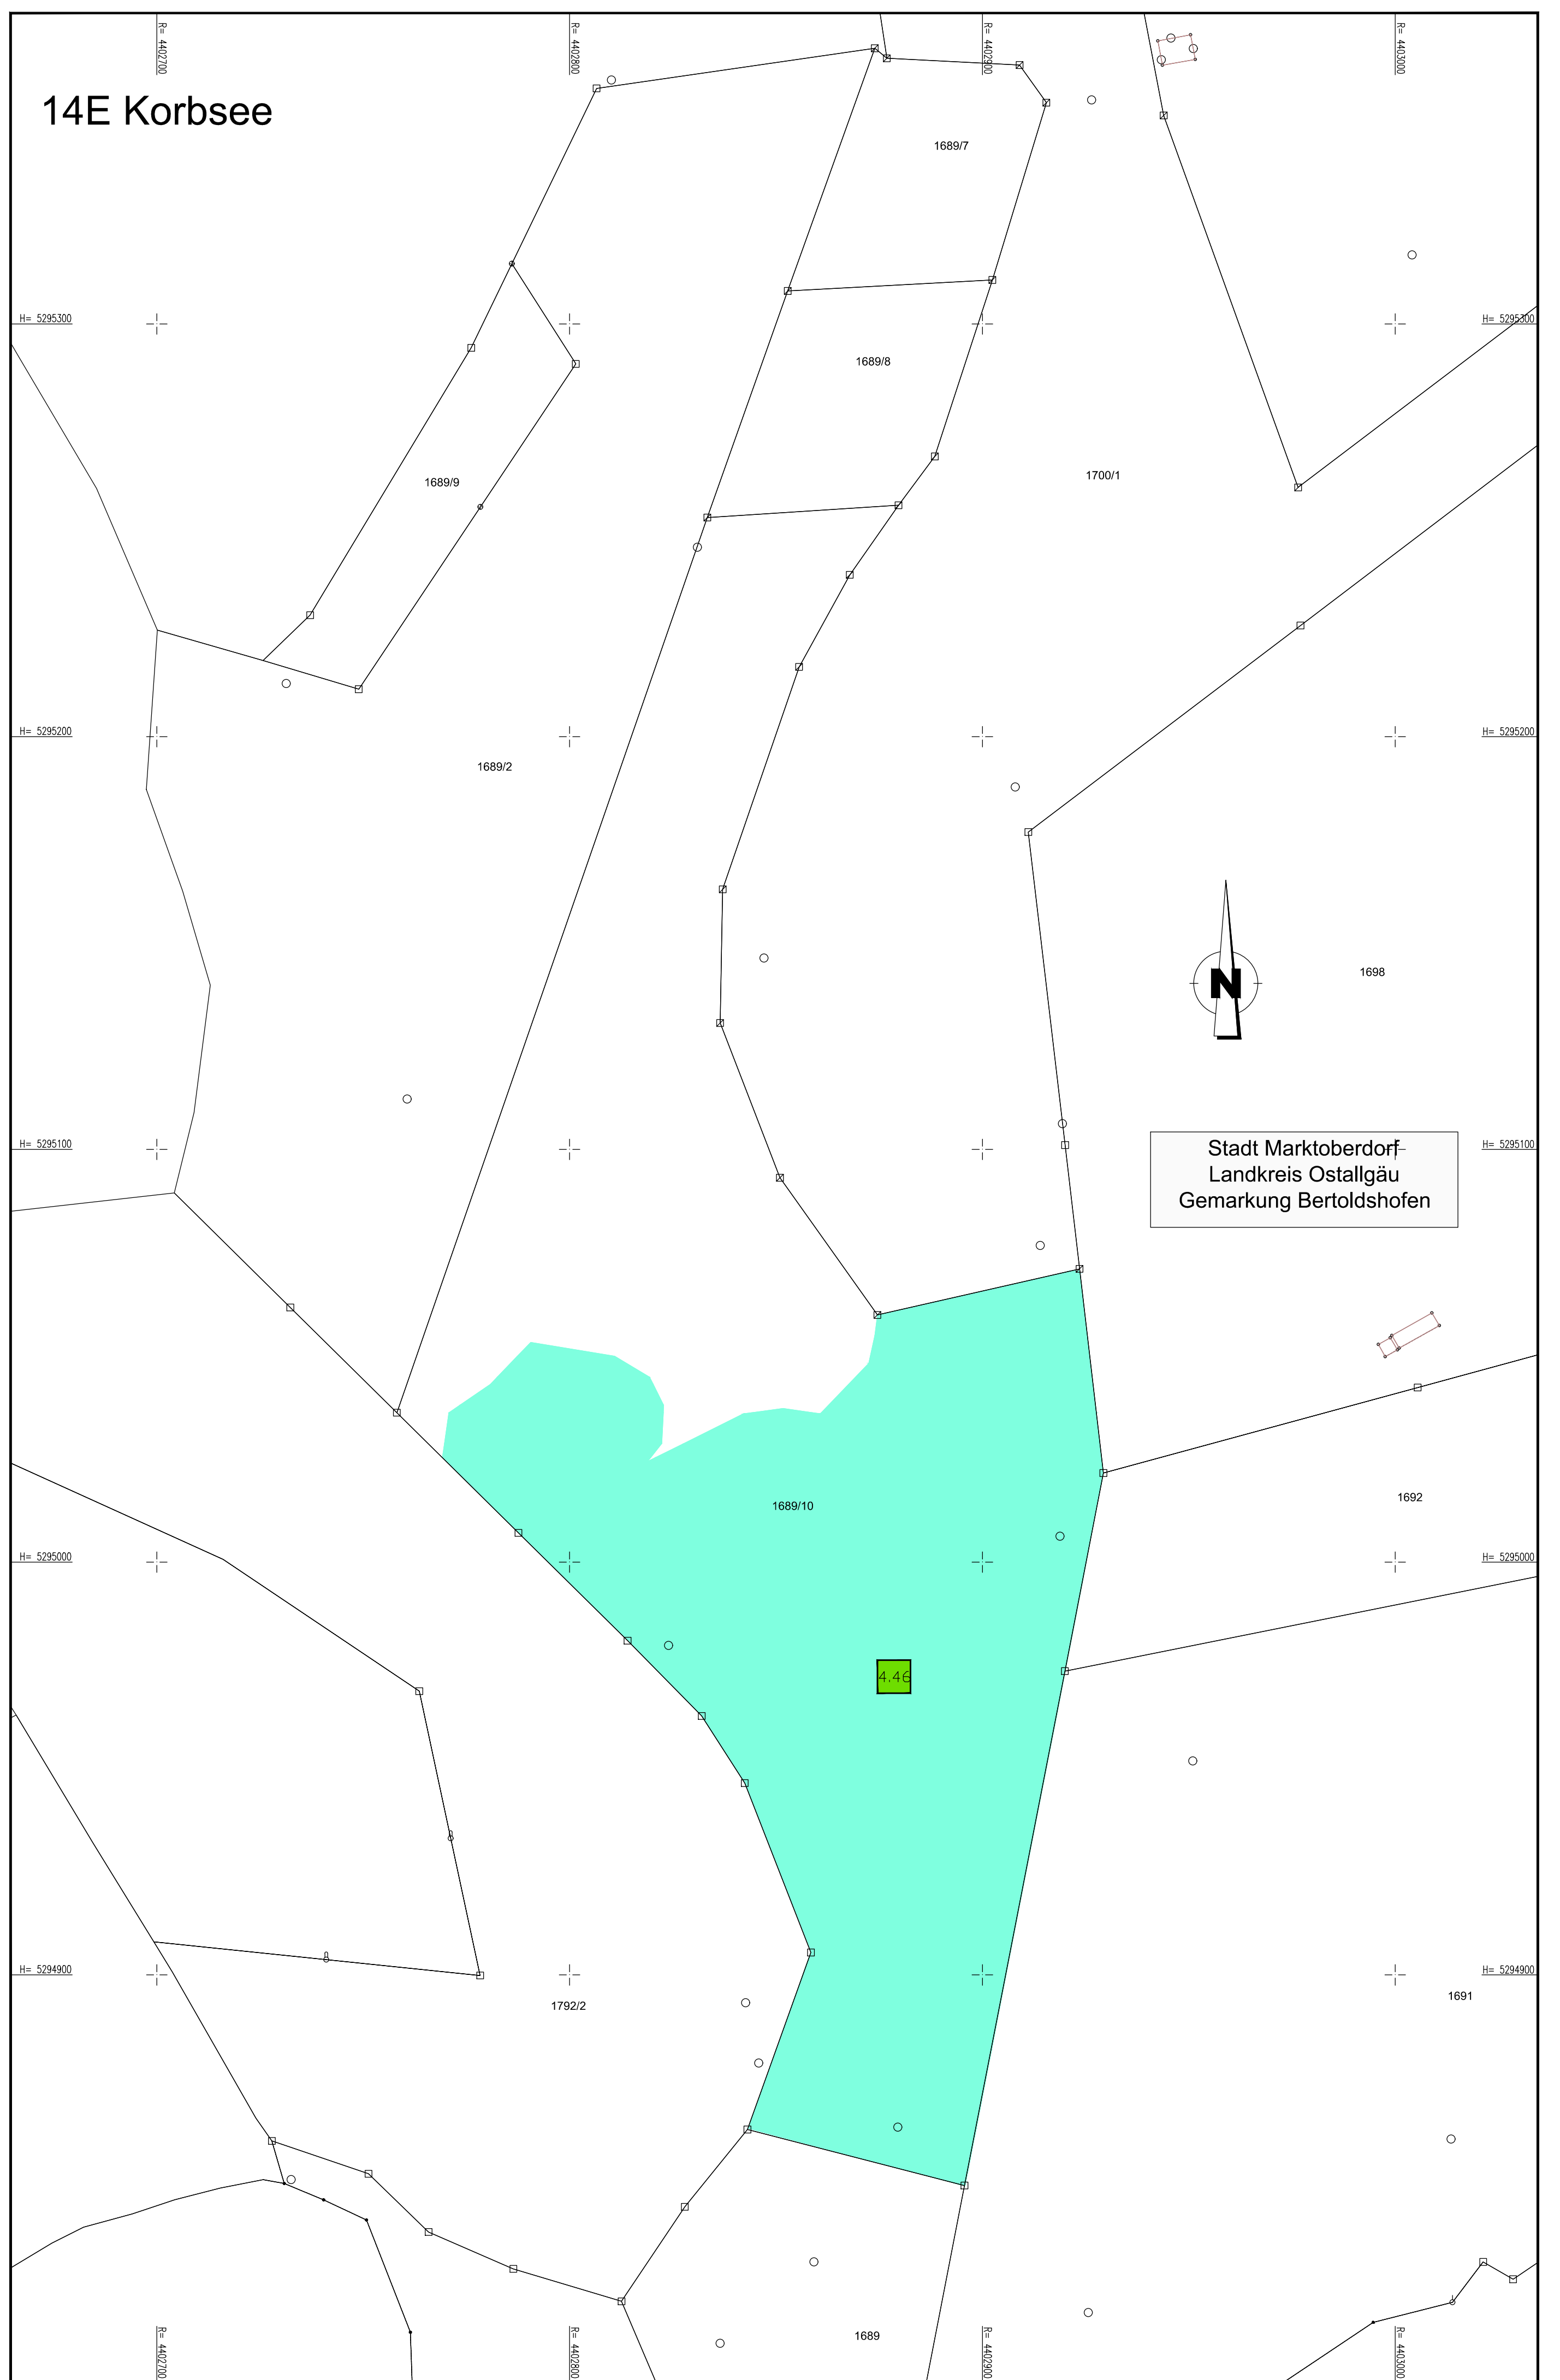 R= 4402700
R= 4402800
R= 4402900
R= 4403000
14E Korbsee
1689/7
H= 5295300
H= 5295300
1689/8
1700/1
1689/9
H= 5295200
H= 5295200
1689/2
N
1698
H= 5295100
H= 5295100
Stadt Marktoberdorf
Landkreis Ostallgäu
Gemarkung Bertoldshofen
1692
1689/10
H= 5295000
H= 5295000
4.46
H= 5294900
H= 5294900
1691
1792/2
1689
R= 4402700
R= 4402800
R= 4402900
R= 4403000